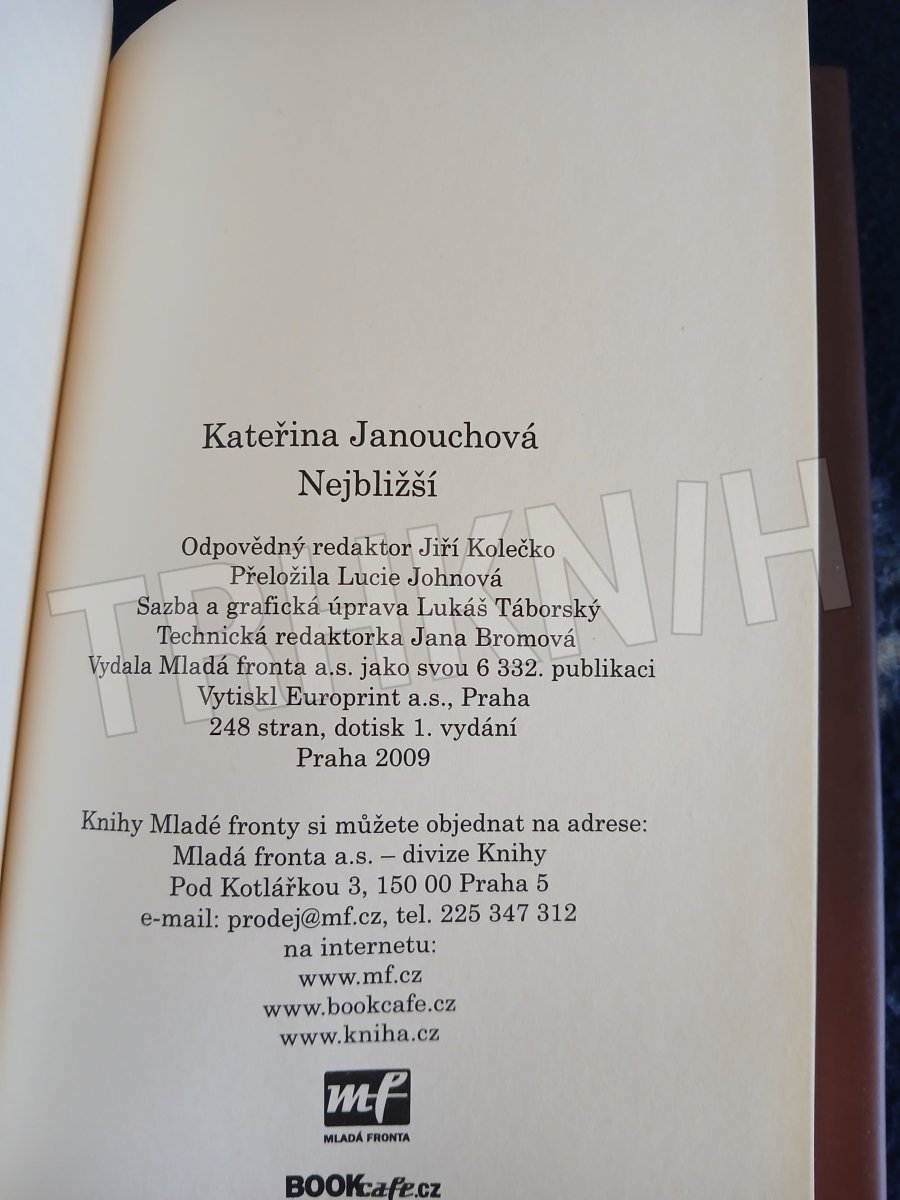 Kateřina Janouchová
Nejbližší
Odpovědný redaktor Jiří Kolečko
Přeložila Lucie Johnová
Sazba a grafická úprava Lukáš Táborský
Technická redaktorka Jana Bromová
Vydala Mladá fronta a.s. jako svou 6 332. publikaci
Vytiskl Europrint a.s., Praha
248 stran, dotisk 1. vydání
Praha 2009
Knihy Mladé fronty si můžete objednat na adrese:
Mladá fronta a.s. – divize Knihy
Pod Kotlářkou 3, 150 00 Praha 5
e-mail: prodej@mf.cz, tel. 225 347 312
na internetu:
www.mf.cz
www.bookcafe.cz
www.kniha.cz
mf
MLADÁ FRONTA
BOOKcafe.cz
TRHKNIH